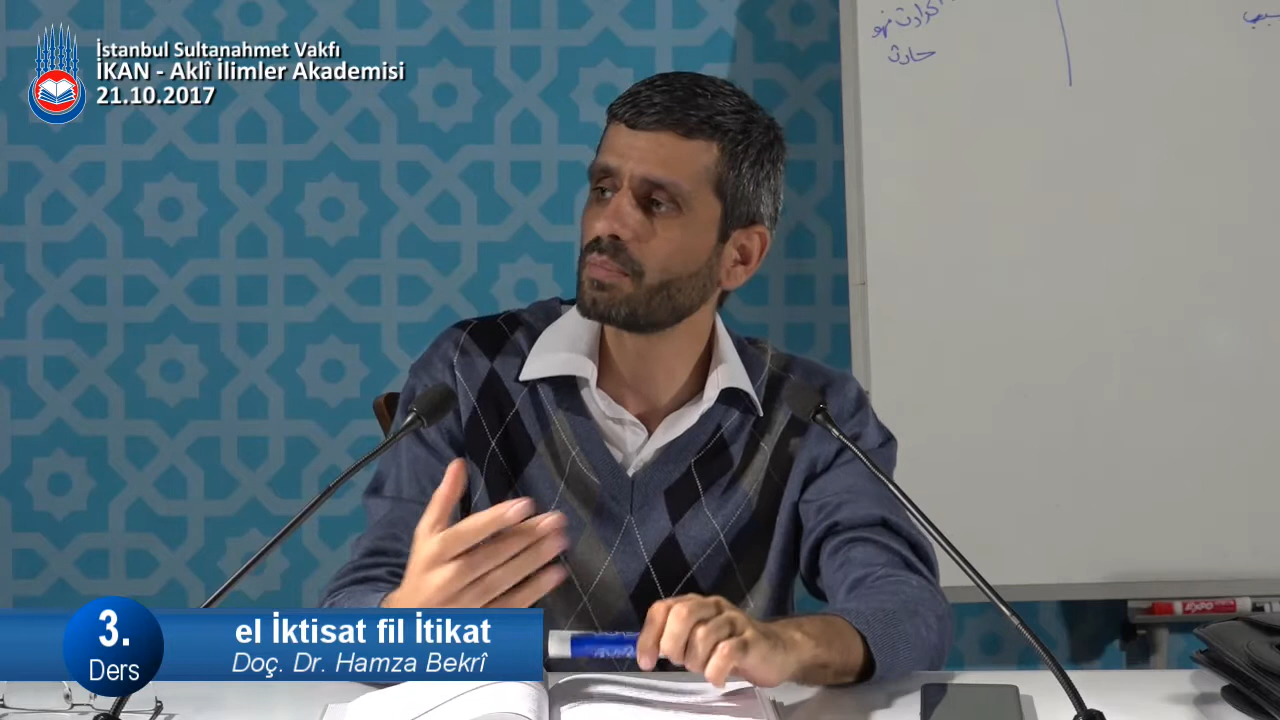 İstanbul Sultanahmet Vakfı
İKAN - Aklî İlimler Akademisi
21.10.2017
حادث
EXPO
3.
Ders
el İktisat fil İtikat
Doç. Dr. Hamza Bekrî